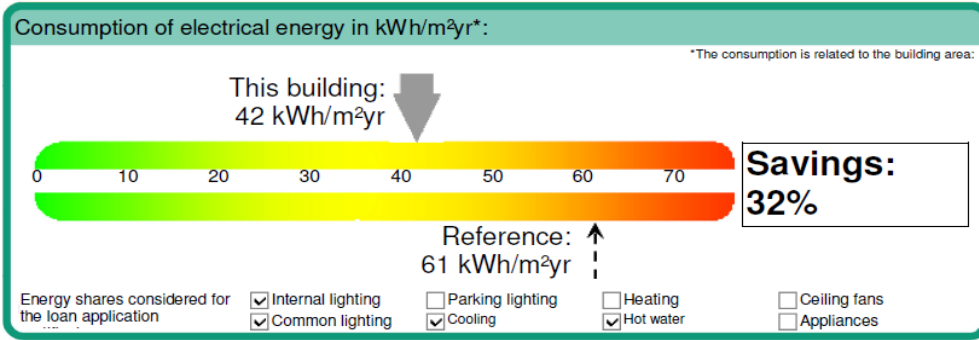 Consumption of electrical energy in kWh/m²yr*:
*The consumption is related to the building area:
This building:
42 kWh/m²yr
0 10 20 30 40 50 60 70
Savings:
32%
Reference:
61 kWh/m²yr
Energy shares considered for
the loan application
Internal lighting Parking lighting Heating Ceiling fans
Common lighting Cooling Hot water Appliances